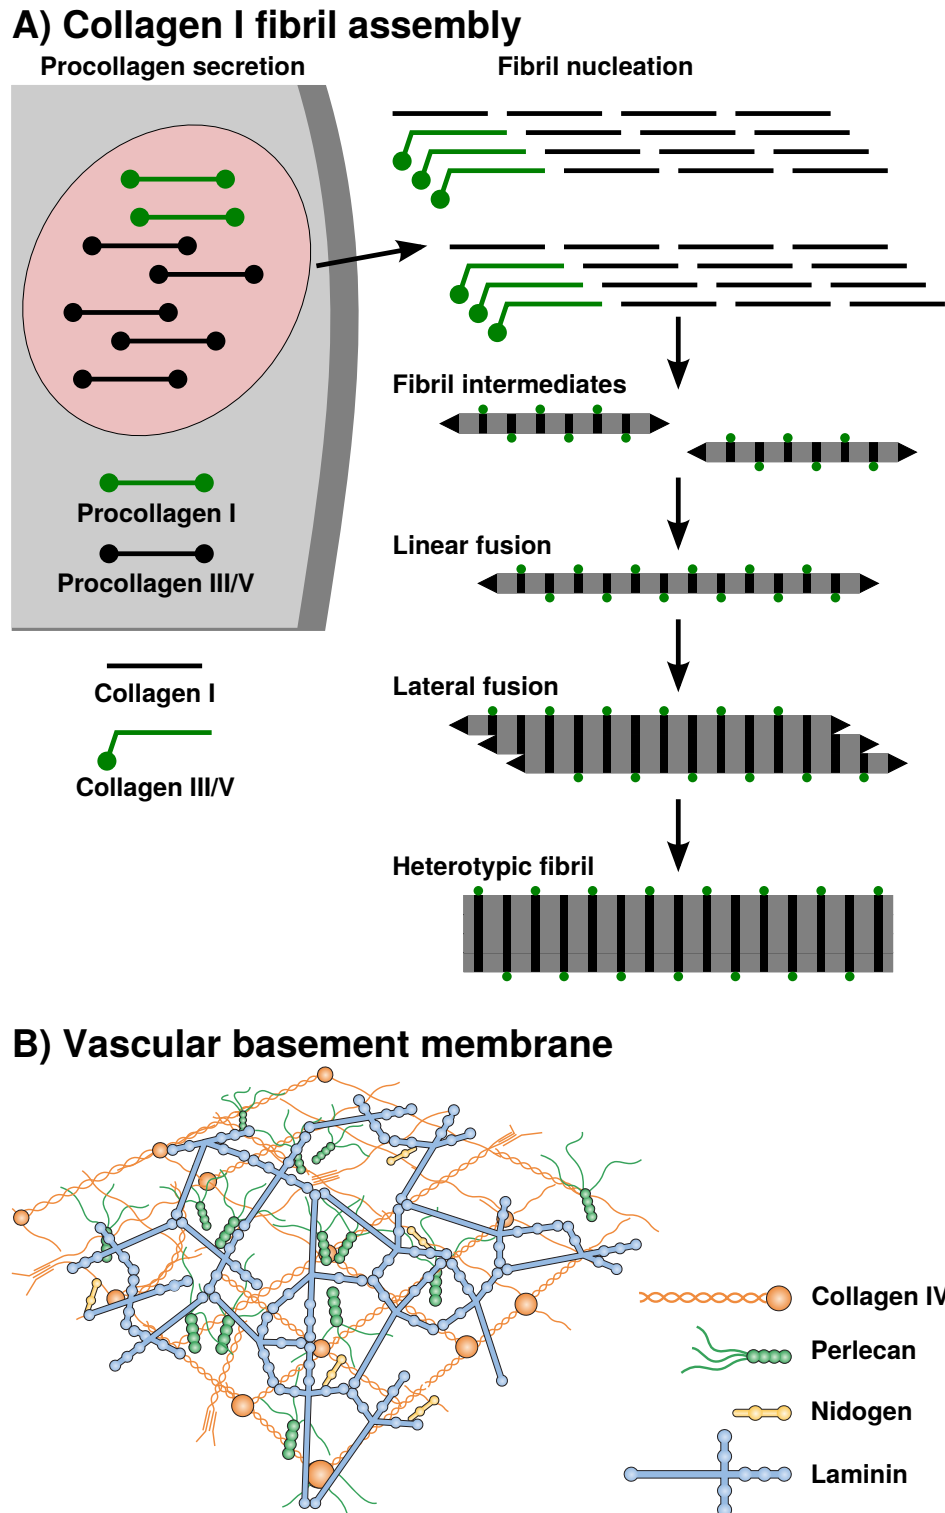 A) Collagen I fibril assembly
Procollagen secretion
Fibril nucleation
Fibril intermediates
Procollagen I
Linear fusion
Procollagen III/V
Collagen I
Lateral fusion
Collagen III/V
Heterotypic fibril
B) Vascular basement membrane
Collagen IV
Perlecan
Nidogen
Laminin